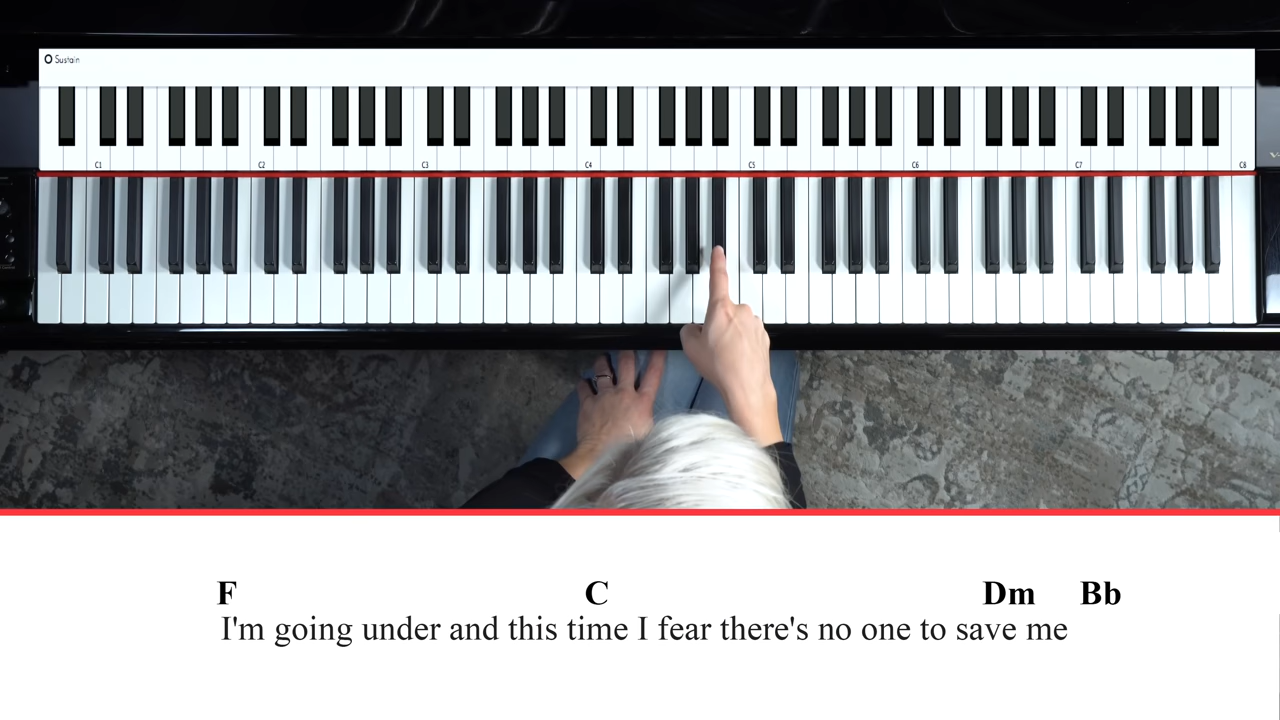 Sustain
C1 C2 C3 C4 C5 C6 C7 C8
F C Dm Bb
I'm going under and this time I fear there's no one to save me